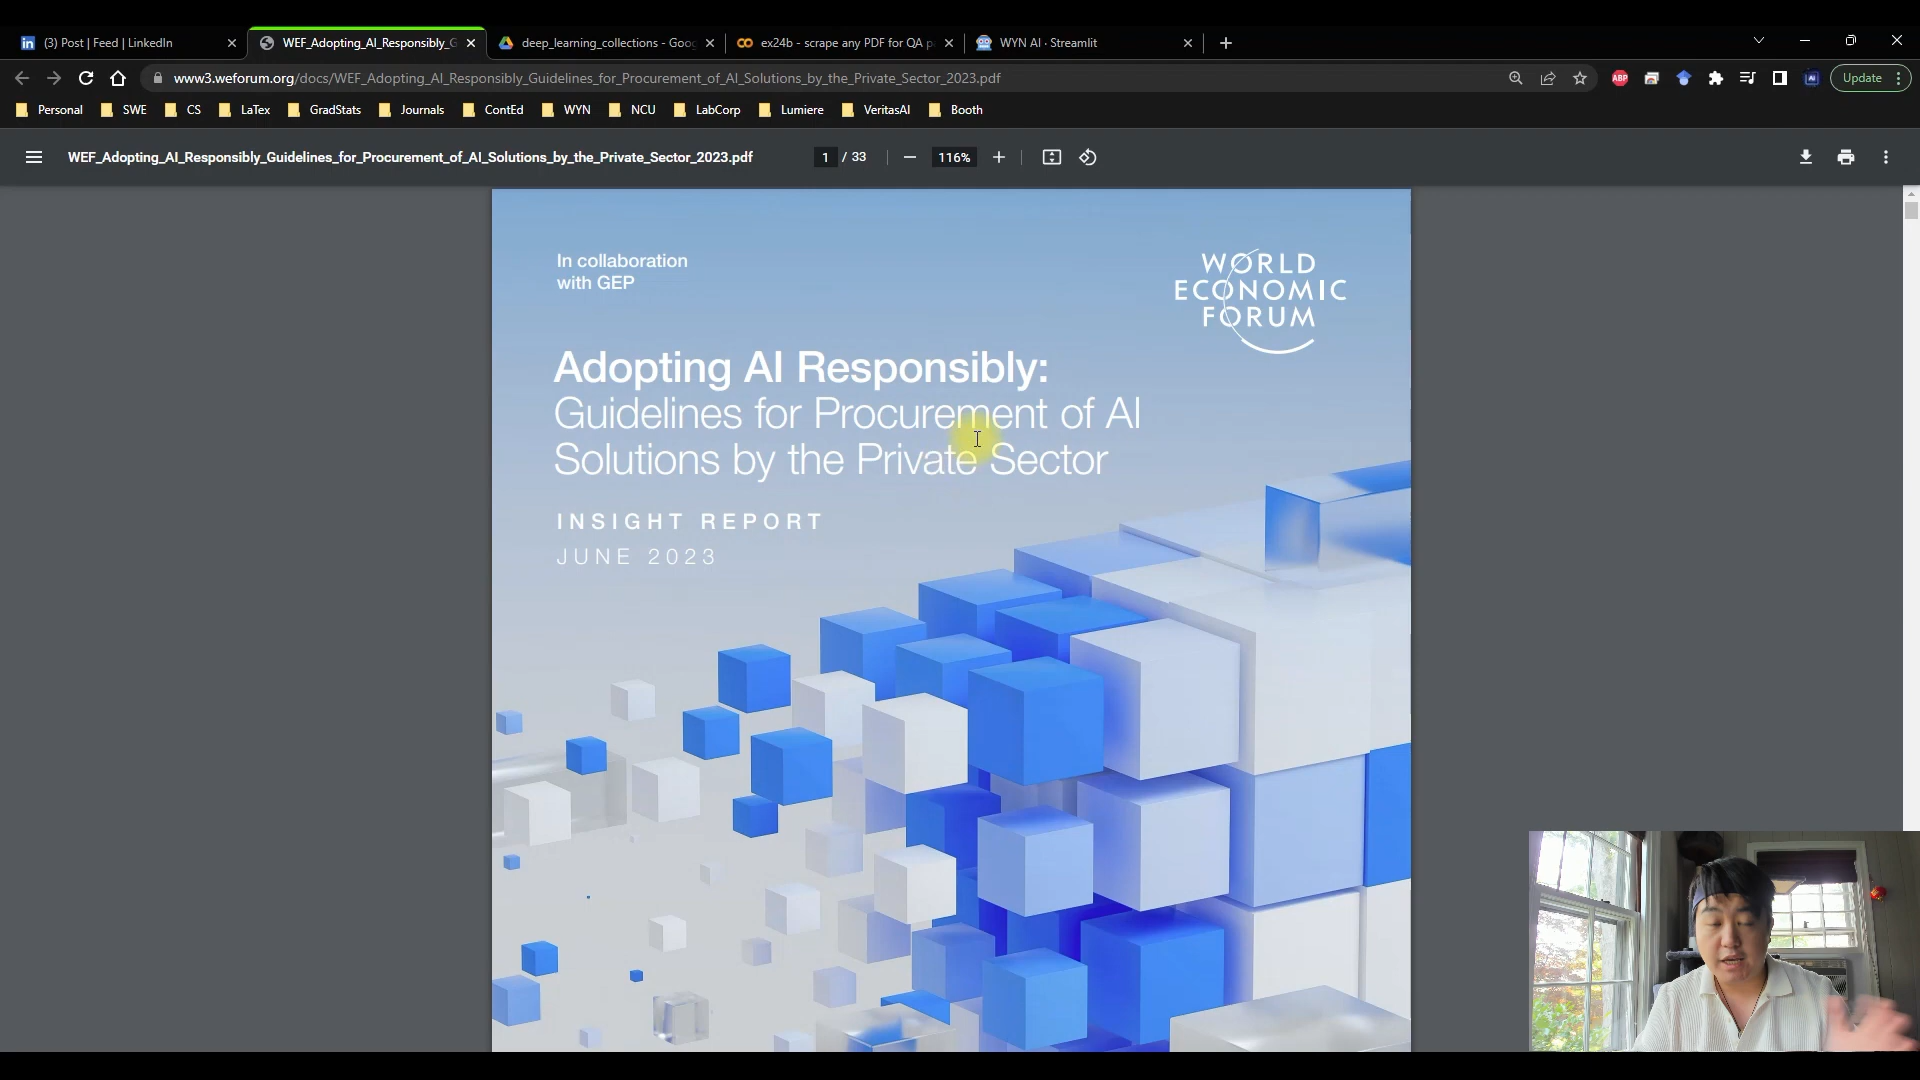 (3) Post | Feed | LinkedIn
WEF_Adopting_AI_Responsibly_G
deep_learning_collections - Goog
ex24b - scrape any PDF for QA pa
WYN AI · Streamlit
www3.weforum.org/docs/WEF_Adopting_AI_Responsibly_Guidelines_for_Procurement_of_AI_Solutions_by_the_Private_Sector_2023.pdf
ABP
Update
Personal
SWE
CS
LaTex
GradStats
Journals
ContEd
WYN
NCU
LabCorp
Lumiere
VeritasAI
Booth
WEF_Adopting_AI_Responsibly_Guidelines_for_Procurement_of_AI_Solutions_by_the_Private_Sector_2023.pdf
1 / 33
116%
In collaboration
with GEP
WORLD
ECONOMIC
FORUM
Adopting AI Responsibly:
Guidelines for Procurement of AI
Solutions by the Private Sector
INSIGHT REPORT
JUNE 2023